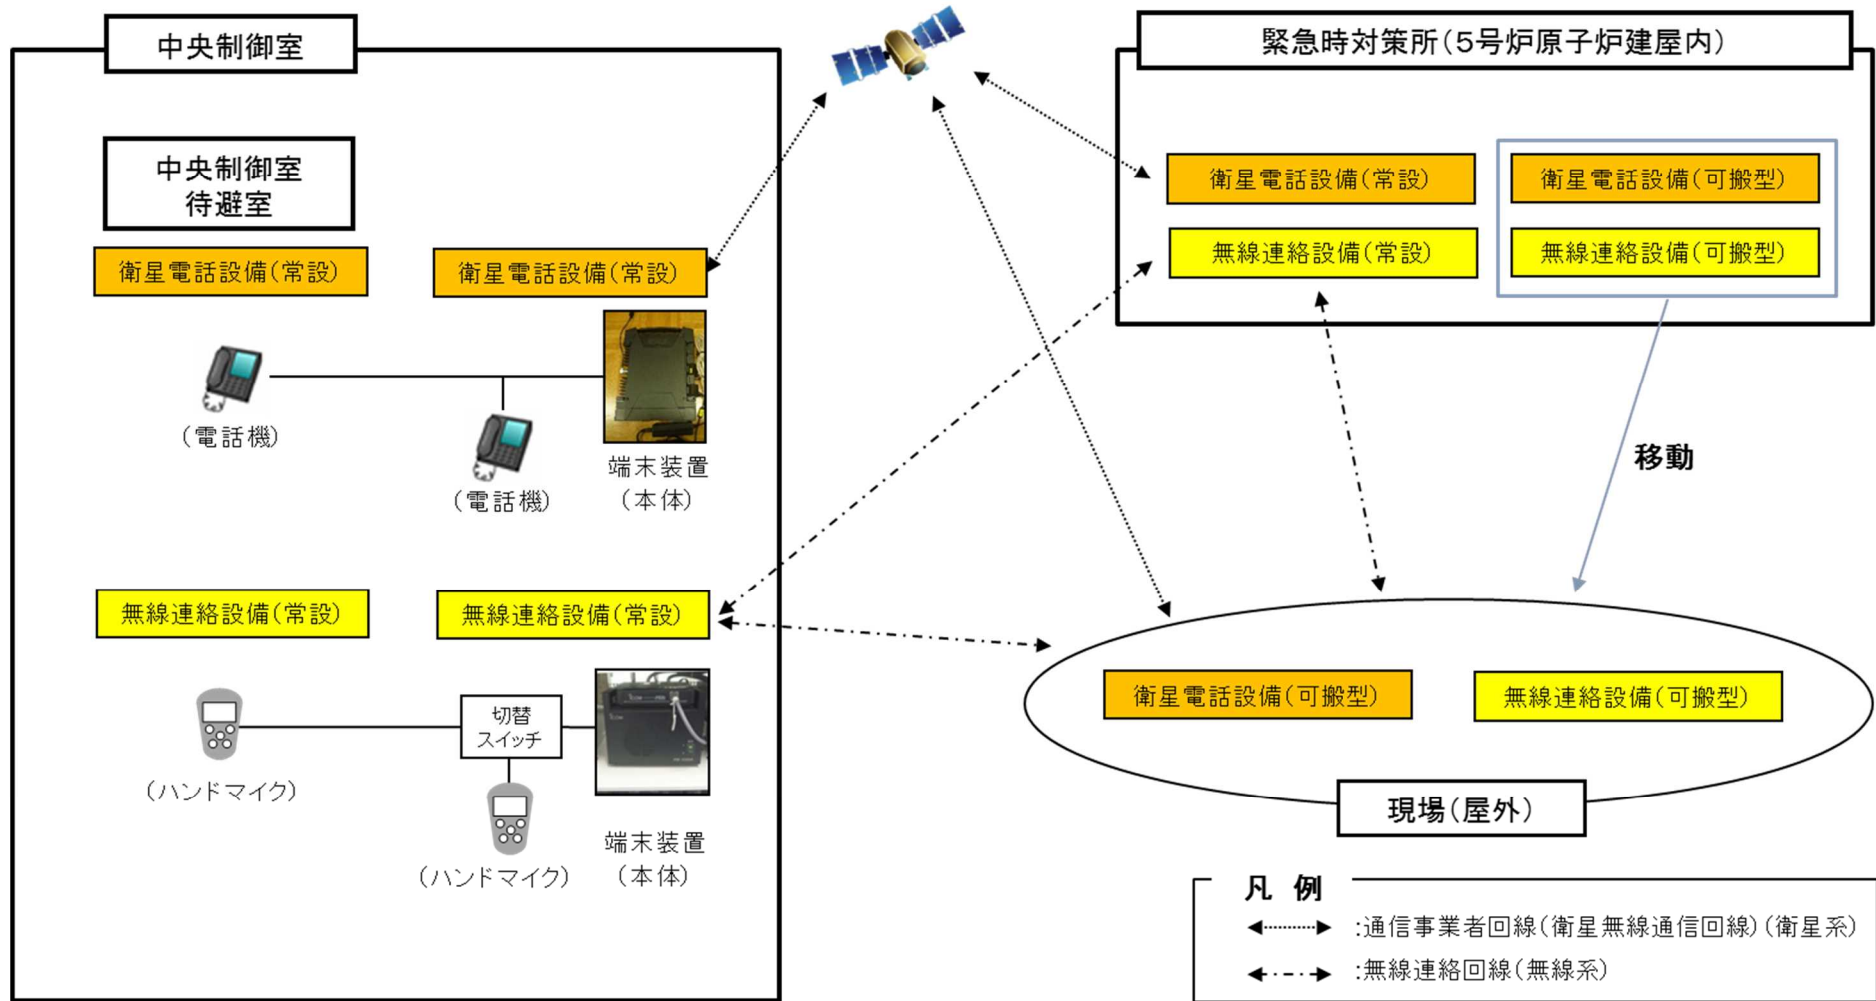 中央制御室
中央制御室
待避室
衛星電話設備(常設)
衛星電話設備(常設)
(電話機)
(電話機)
端末装置
(本体)
無線連絡設備(常設)
無線連絡設備(常設)
切替
スイッチ
(ハンドマイク)
(ハンドマイク)
端末装置
(本体)
緊急時対策所(5号炉原子炉建屋内)
衛星電話設備(常設)
衛星電話設備(可搬型)
無線連絡設備(常設)
無線連絡設備(可搬型)
移動
衛星電話設備(可搬型)
無線連絡設備(可搬型)
現場(屋外)
凡 例
:通信事業者回線(衛星無線通信回線)(衛星系)
:無線連絡回線(無線系)